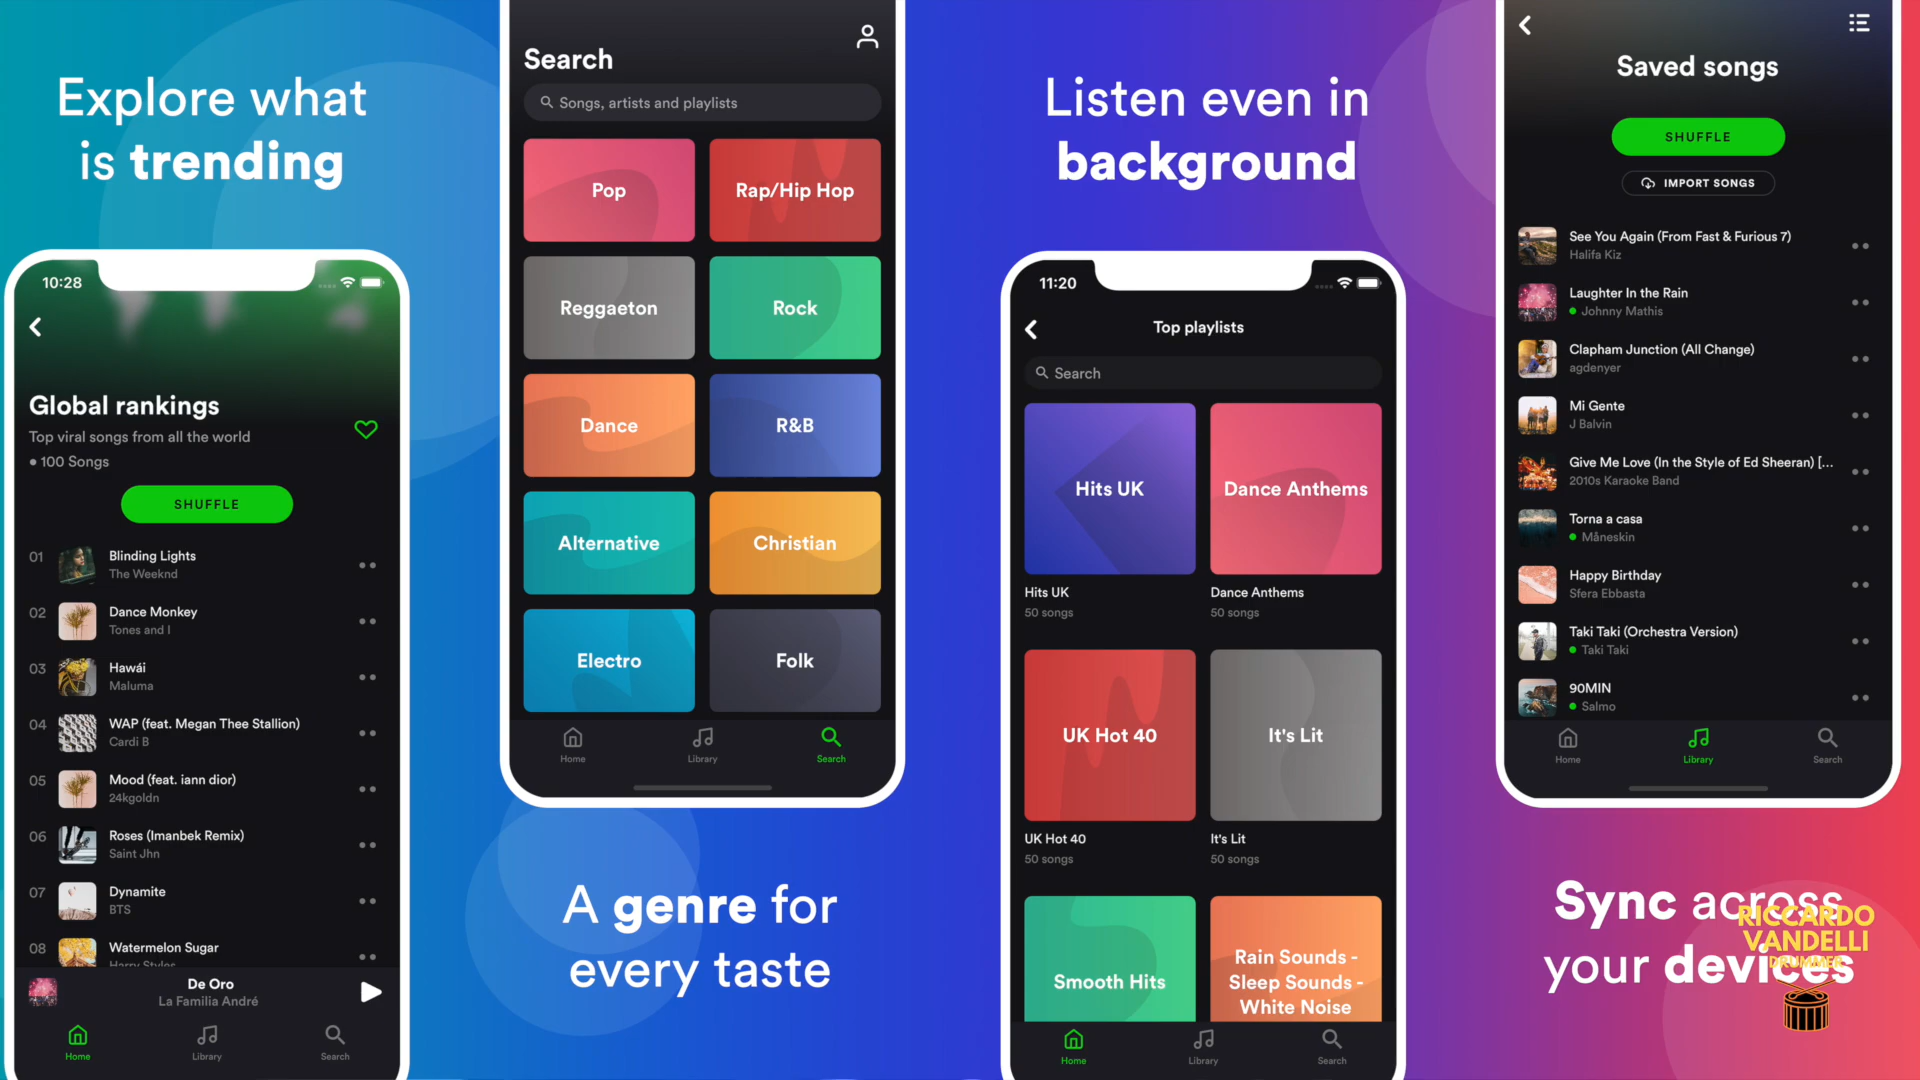 Explore what
is trending
10:28
Global rankings
Top viral songs from all the world
• 100 Songs
SHUFFLE
01 Blinding Lights
The Weeknd
02 Dance Monkey
Tones and I
03 Hawái
Maluma
04 WAP (feat. Megan Thee Stallion)
Cardi B
05 Mood (feat. iann dior)
24kgoldn
06 Roses (Imanbek Remix)
Saint Jhn
07 Dynamite
BTS
08 Watermelon Sugar
Harry Styles
De Oro
La Familia André
Home Library Search
Search
Songs, artists and playlists
Pop Rap/Hip Hop
Reggaeton Rock
Dance R&B
Alternative Christian
Electro Folk
Home Library Search
A genre for
every taste
Listen even in
background
11:20
Top playlists
Search
Hits UK Dance Anthems
Hits UK Dance Anthems
50 songs 50 songs
UK Hot 40 It's Lit
UK Hot 40 It's Lit
50 songs 50 songs
Smooth Hits
Rain Sounds -
Sleep Sounds -
White Noise
Home Library Search
Saved songs
SHUFFLE
IMPORT SONGS
See You Again (From Fast & Furious 7)
Halifa Kiz
Laughter In the Rain
Johnny Mathis
Clapham Junction (All Change)
agdenyer
Mi Gente
J Balvin
Give Me Love (In the Style of Ed Sheeran) [...
2010s Karaoke Band
Torna a casa
Måneskin
Happy Birthday
Sfera Ebbasta
Taki Taki (Orchestra Version)
Taki Taki
90MIN
Salmo
Home Library Search
Sync across
your devices
RICCARDO
VANDELLI
DRUMMER